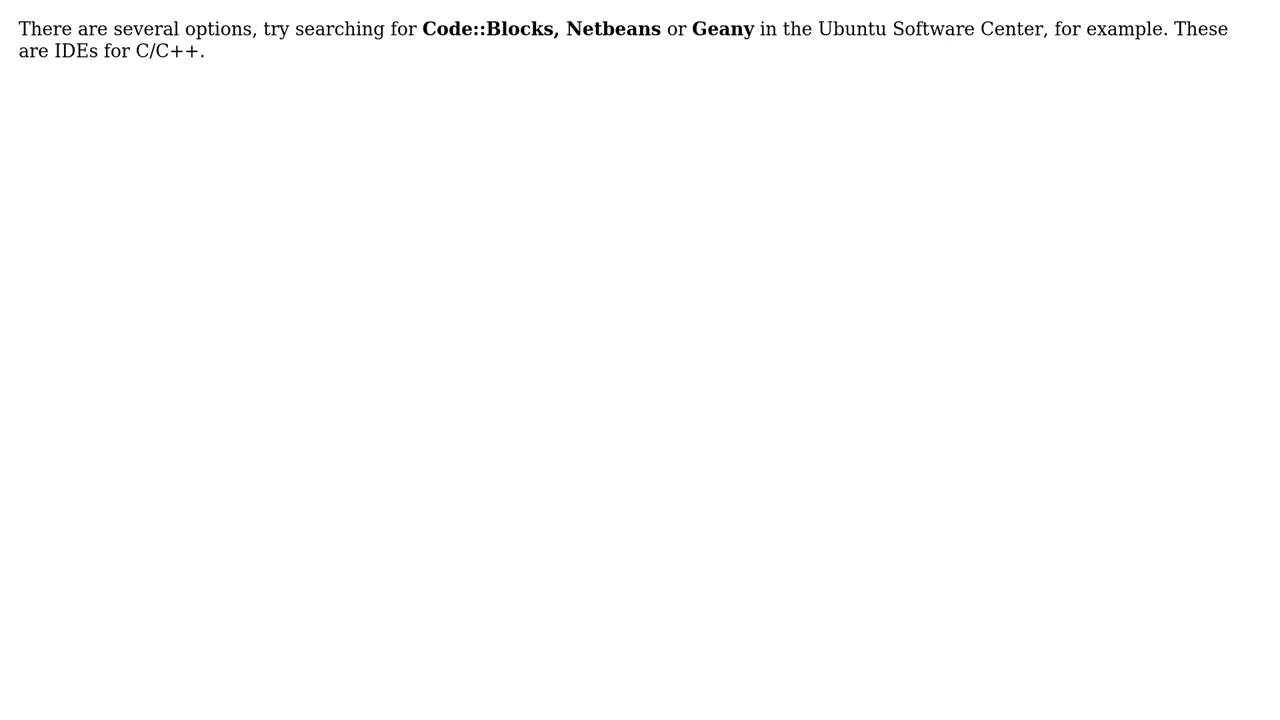 There are several options, try searching for Code::Blocks, Netbeans or Geany in the Ubuntu Software Center, for example. These
are IDEs for C/C++.